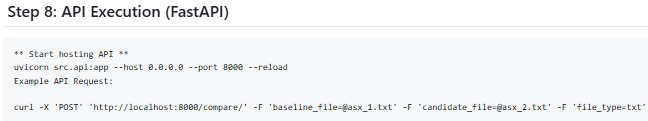 Step 8: API Execution (FastAPI)
** Start hosting API **
uvicorn src.api:app --host 0.0.0.0 --port 8000 --reload
Example API Request:
curl -X 'POST' 'http://localhost:8000/compare/' -F 'baseline_file=@asx_1.txt' -F 'candidate_file=@asx_2.txt' -F 'file_type=txt'